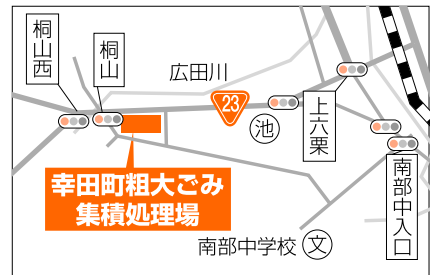 桐山西
桐山
広田川
23
池
上六栗
幸田町粗大ごみ
集積処理場
南部中入口
南部中学校
文